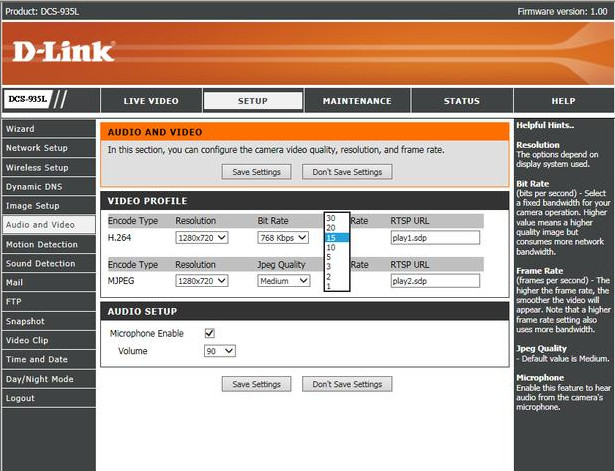 Product: DCS-935L
Firmware version: 1.00
D-Link
DCS-935L
LIVE VIDEO
SETUP
MAINTENANCE
STATUS
HELP
Wizard
Network Setup
Wireless Setup
Dynamic DNS
Image Setup
Audio and Video
Motion Detection
Sound Detection
Mail
FTP
Snapshot
Video Clip
Time and Date
Day/Night Mode
Logout
AUDIO AND VIDEO
In this section, you can configure the camera video quality, resolution, and frame rate.
Save Settings
Don't Save Settings
VIDEO PROFILE
Encode Type Resolution Bit Rate Rate RTSP URL
H.264 1280x720 768 Kbps play1.sdp
30
20
15
10
5
3
2
1
Encode Type Resolution Jpeg Quality Rate RTSP URL
MJPEG 1280x720 Medium play2.sdp
AUDIO SETUP
Microphone Enable
Volume 90
Save Settings
Don't Save Settings
Helpful Hints..
Resolution
The options depend on
display system used.
Bit Rate
(bits per second) - Select
a fixed bandwidth for your
camera operation. Higher
value means a higher
quality image but
consumes more network
bandwidth.
Frame Rate
(frames per second) - The
higher the frame rate, the
smoother the video will
appear. Note that a higher
frame rate setting also
uses more bandwidth.
Jpeg Quality
- Default value is Medium.
Microphone
Enable this feature to hear
audio from the camera's
microphone.